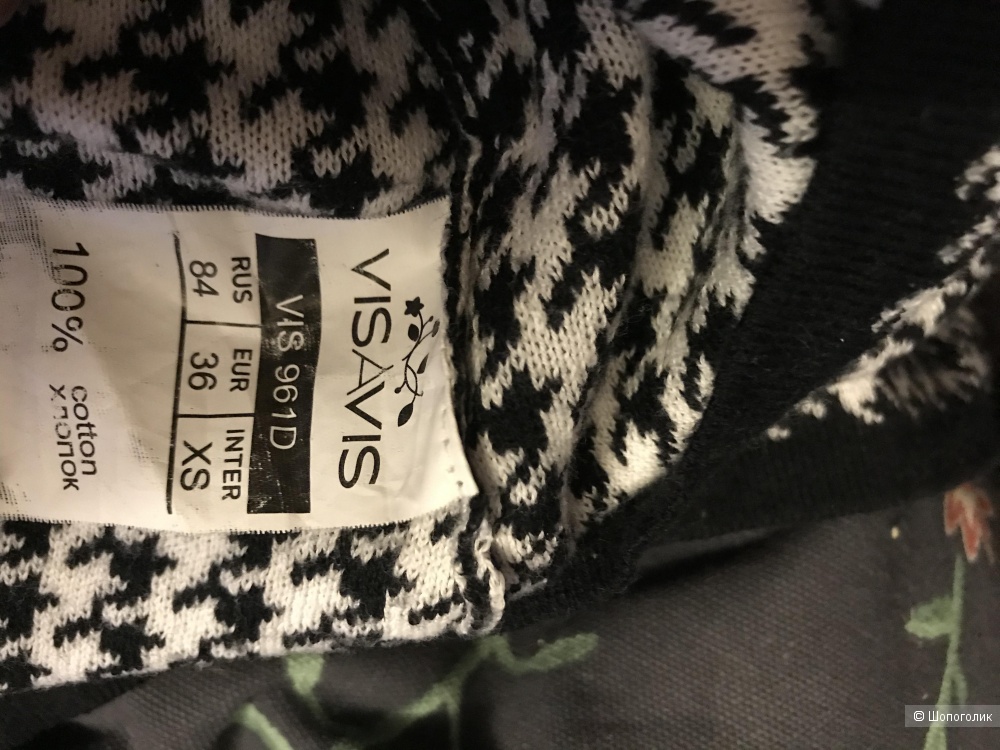 VISAVIS
VIS 961D
RUS EUR INTER
84 36 XS
100% cotton
хлопок
© Шопоголик